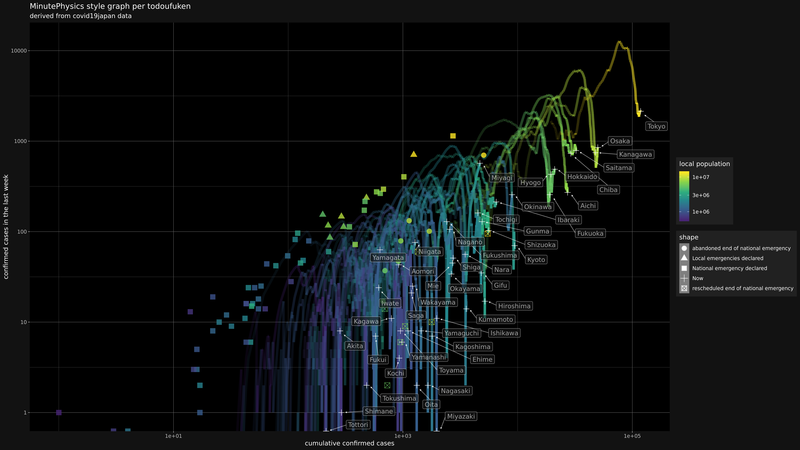 MinutePhysics style graph per todoufuken
derived from covid19japan data
confirmed cases in the last week
10000
1000
100
10
1
1e+01
1e+03
1e+05
cumulative confirmed cases
Tokyo
Osaka
Kanagawa
Saitama
Chiba
Hokkaido
Hyogo
Miyagi
Aichi
Okinawa
Ibaraki
Tochigi
Fukuoka
Gunma
Nagano
Shizuoka
Niigata
Fukushima
Kyoto
Yamagata
Shiga
Nara
Aomori
Mie
Okayama
Gifu
Iwate
Wakayama
Hiroshima
Saga
Kagawa
Kumamoto
Yamaguchi
Ishikawa
Akita
Kagoshima
Fukui
Yamanashi
Ehime
Kochi
Toyama
Tokushima
Nagasaki
Oita
Shimane
Miyazaki
Tottori
local population
1e+07
3e+06
1e+06
shape
abandoned end of national emergency
Local emergencies declared
National emergency declared
Now
rescheduled end of national emergency